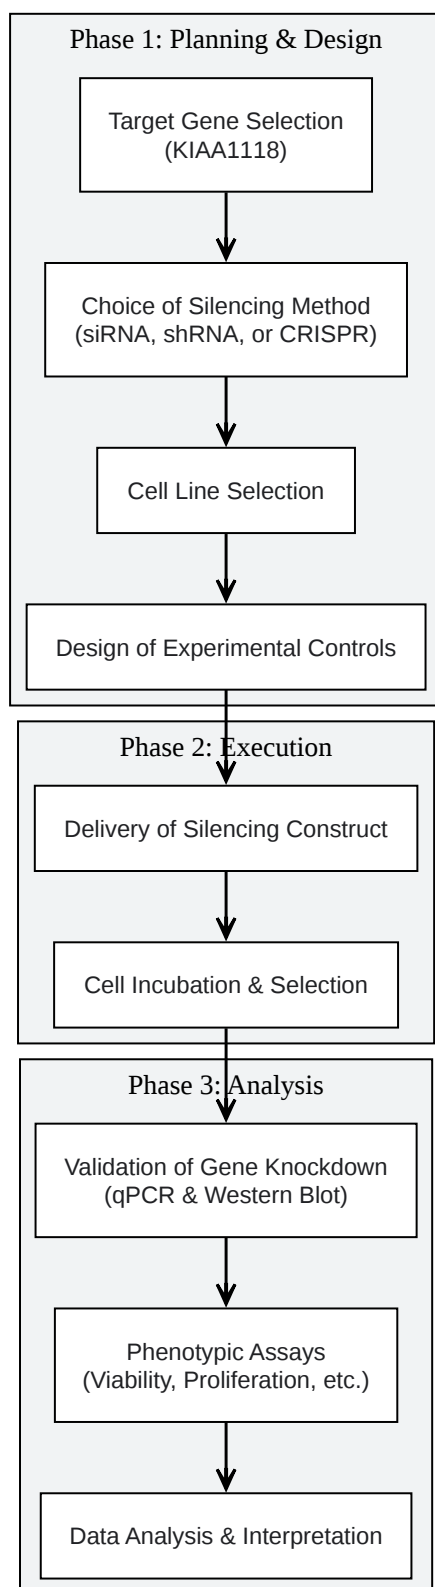 Phase 1: Planning & Design
Target Gene Selection
(KIAA1118)
Choice of Silencing Method
(siRNA, shRNA, or CRISPR)
Cell Line Selection
Design of Experimental Controls
Phase 2: Execution
Delivery of Silencing Construct
Cell Incubation & Selection
Phase 3: Analysis
Validation of Gene Knockdown
(qPCR & Western Blot)
Phenotypic Assays
(Viability, Proliferation, etc.)
Data Analysis & Interpretation